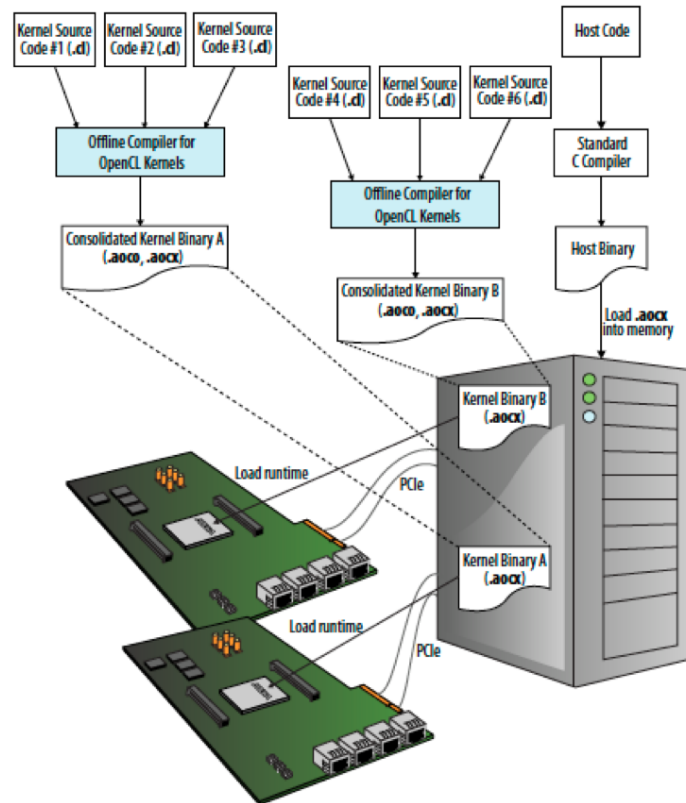 Kernel Source
Code #1 (.cl)
Kernel Source
Code #2 (.cl)
Kernel Source
Code #3 (.cl)
Host Code
Kernel Source
Code #4 (.cl)
Kernel Source
Code #5 (.cl)
Kernel Source
Code #6 (.cl)
Offline Compiler for
OpenCL Kernels
Standard
C Compiler
Offline Compiler for
OpenCL Kernels
Consolidated Kernel Binary A
(.aoco, .aocx)
Host Binary
Consolidated Kernel Binary B
(.aoco, .aocx)
Load .aocx
into memory
Kernel Binary B
(.aocx)
Load runtime
PCIe
Kernel Binary A
(.aocx)
Load runtime
PCIe